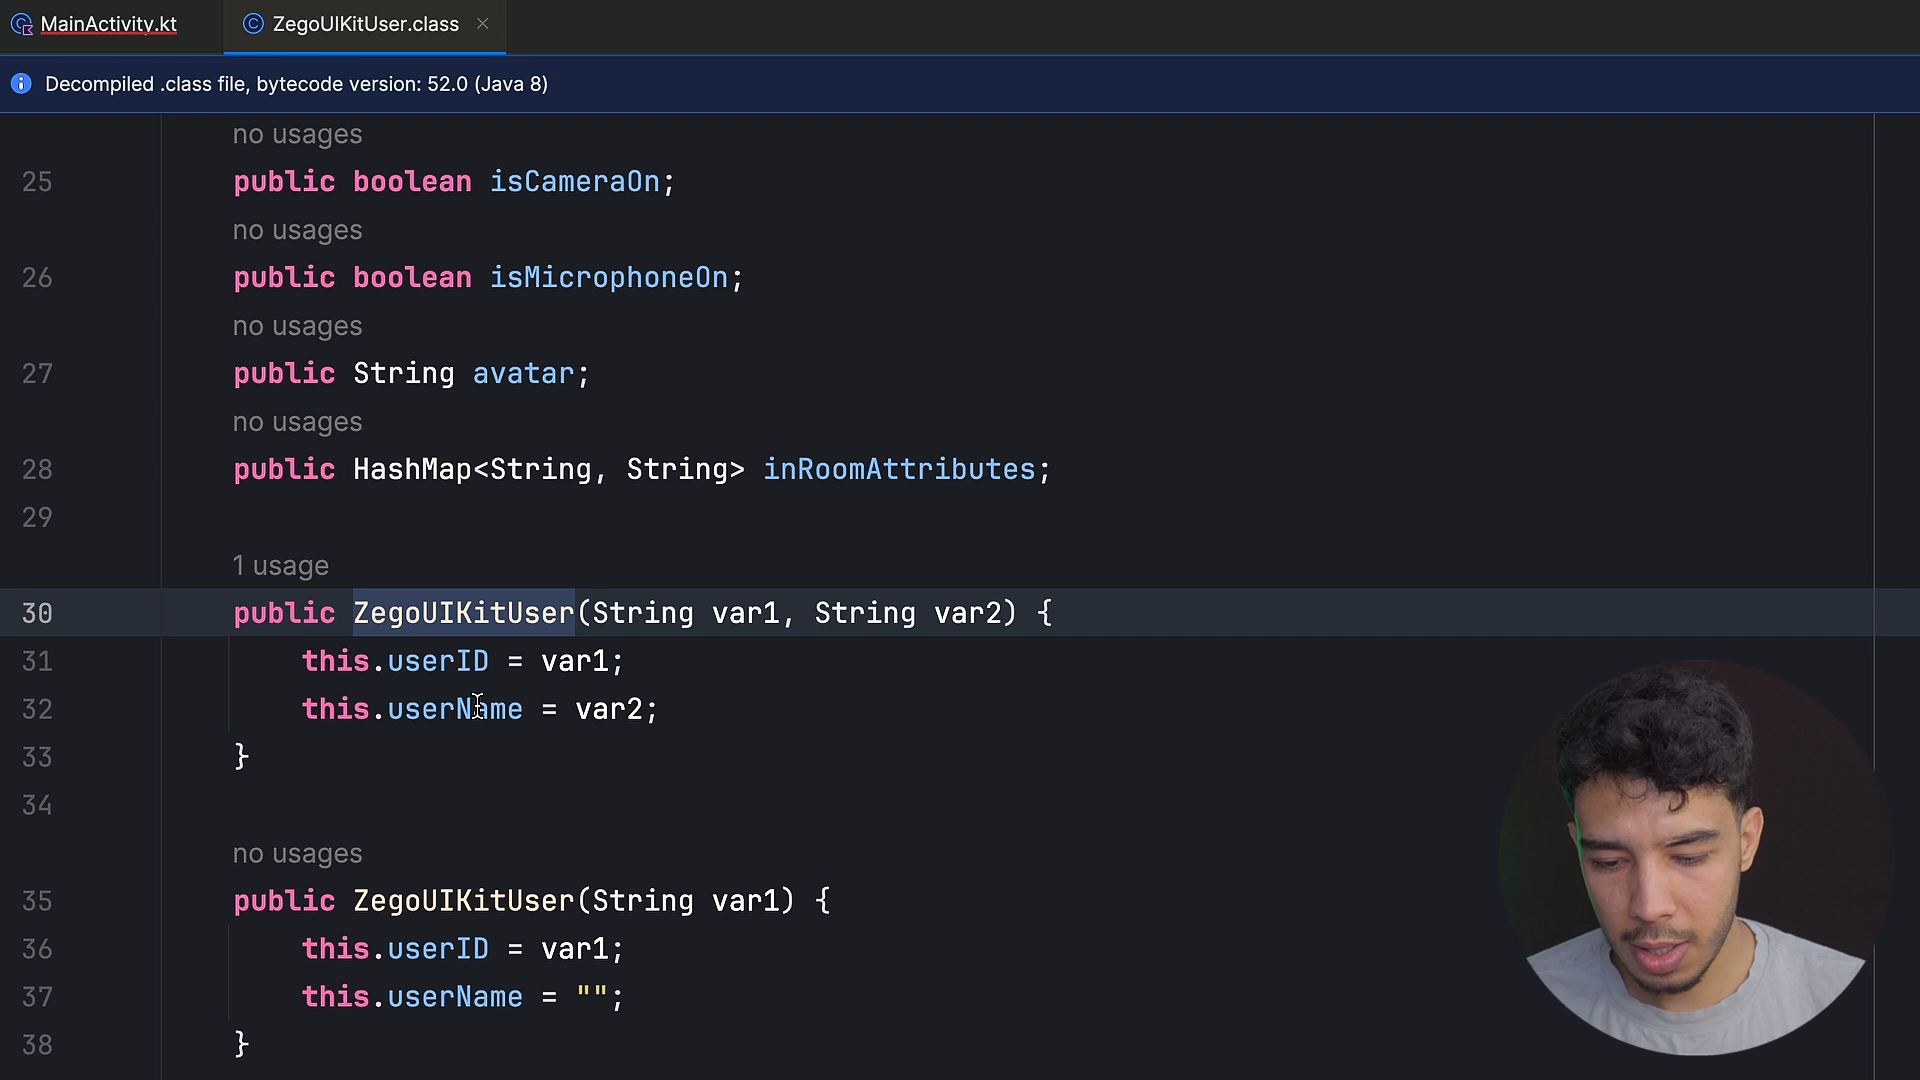 MainActivity.kt
ZegoUIKitUser.class
Decompiled .class file, bytecode version: 52.0 (Java 8)
no usages
25 public boolean isCameraOn;
no usages
26 public boolean isMicrophoneOn;
no usages
27 public String avatar;
no usages
28 public HashMap<String, String> inRoomAttributes;
29
1 usage
30 public ZegoUIKitUser(String var1, String var2) {
31 this.userID = var1;
32 this.userName = var2;
33 }
34
no usages
35 public ZegoUIKitUser(String var1) {
36 this.userID = var1;
37 this.userName = "";
38 }